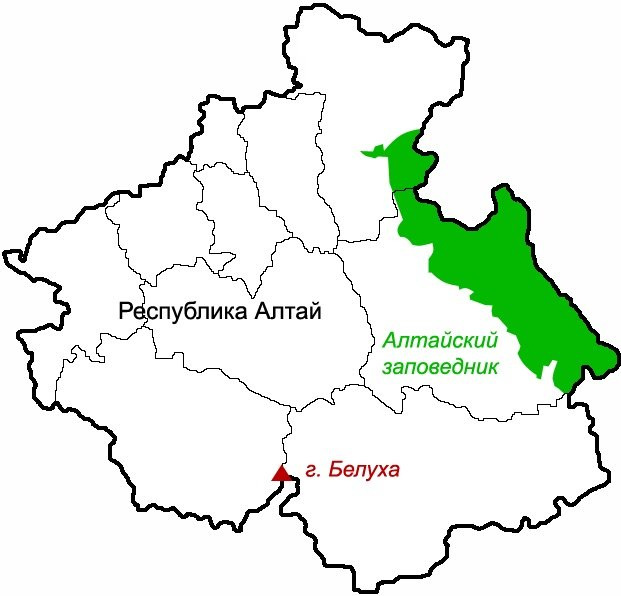 Республика Алтай
Алтайский
заповедник
г. Белуха